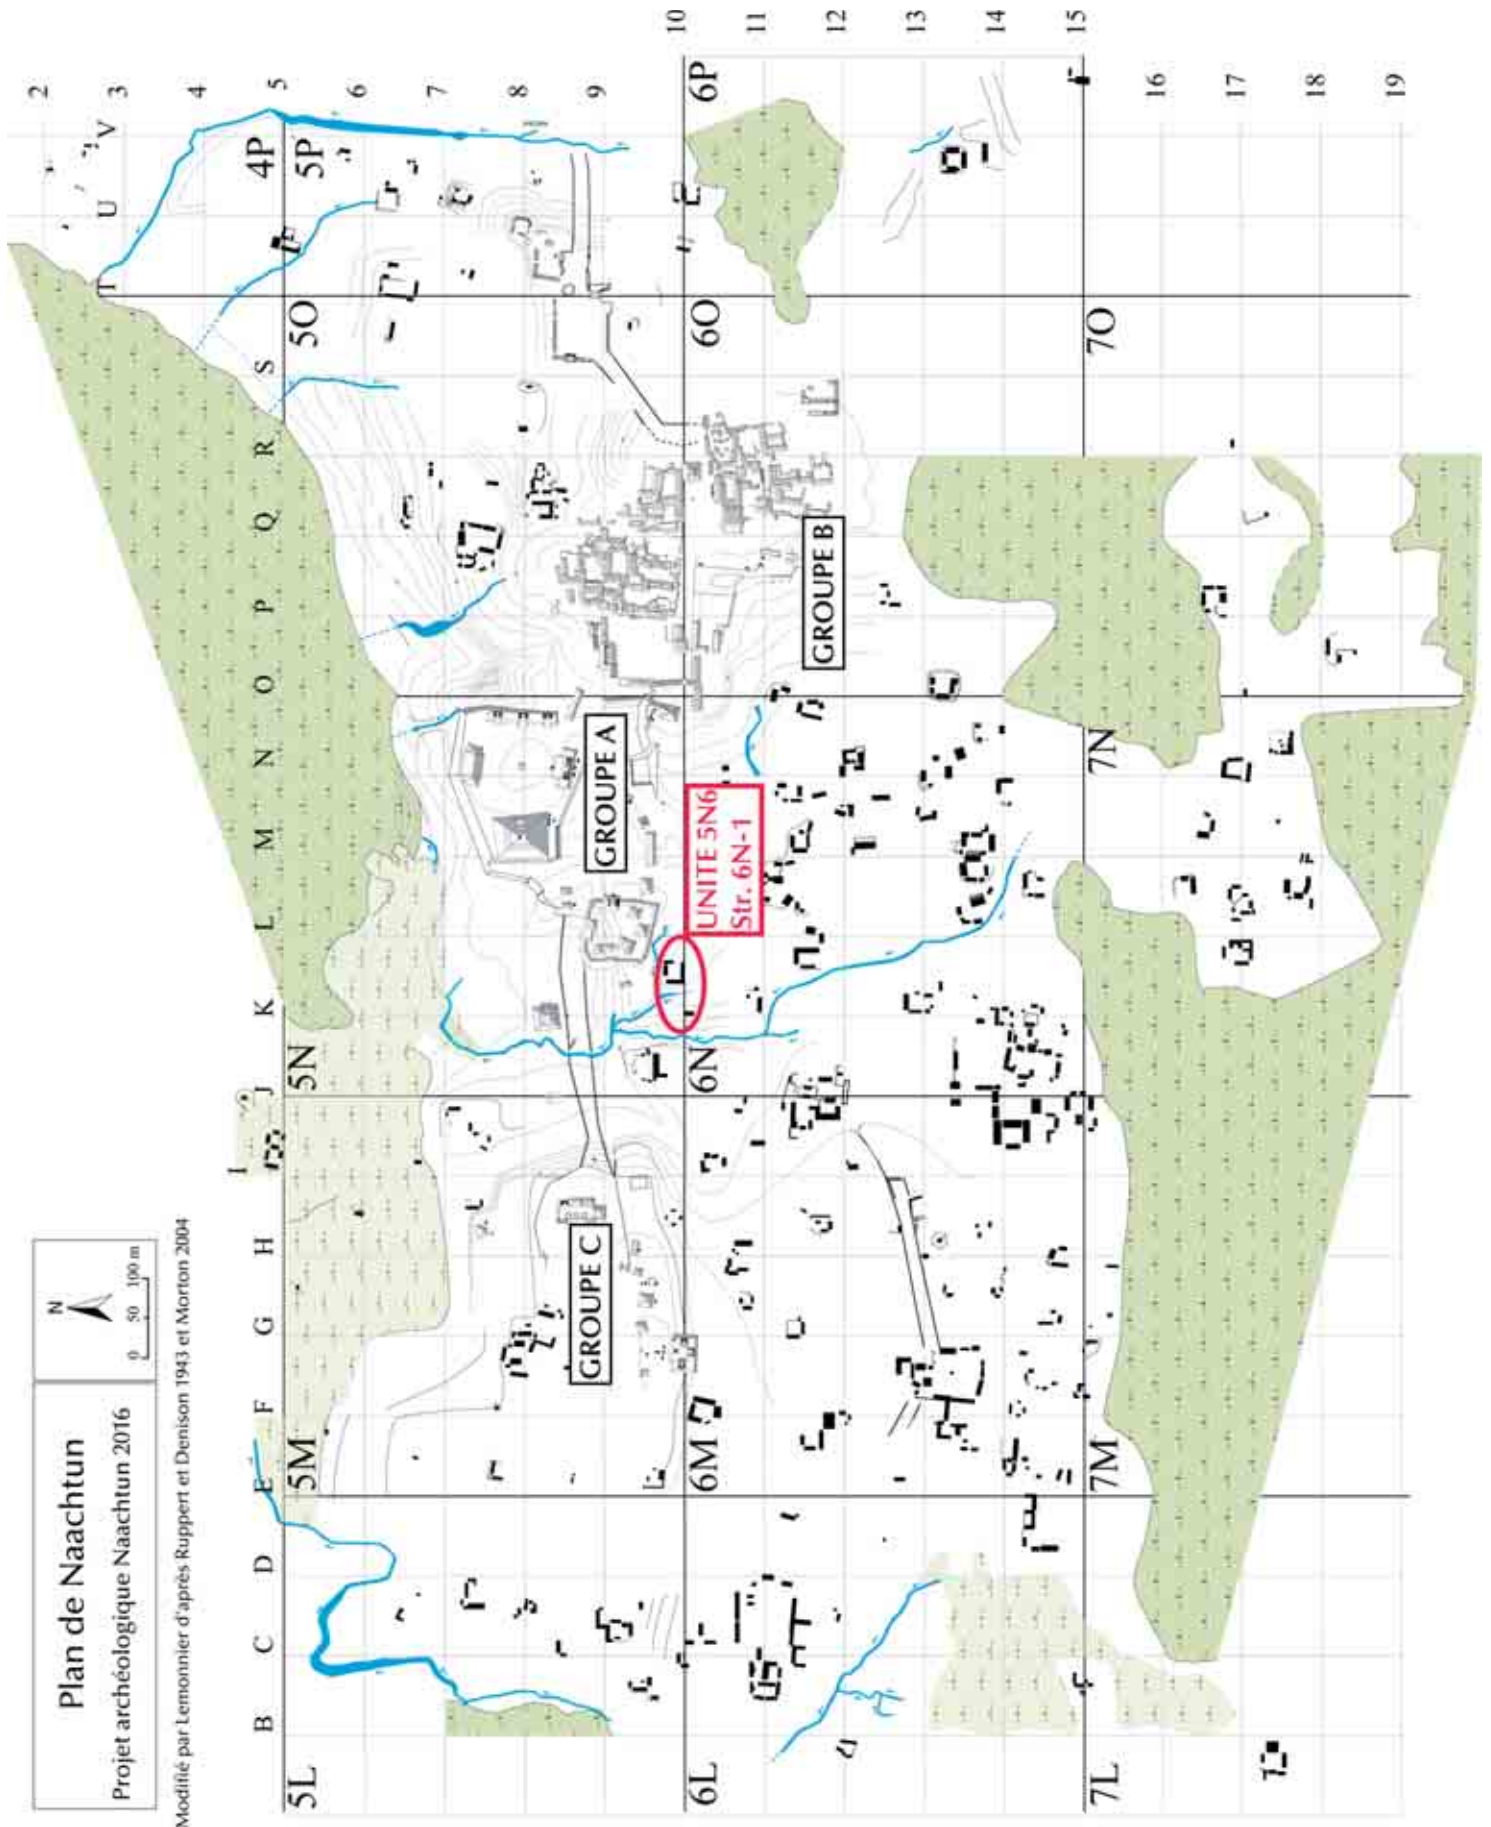 Plan de Naachtun
Projet archéologique Naachtun 2016
N
0 50 100 m
Modifié par Lemonnier d'après Ruppert et Denison 1943 et Morton 2004
B C D E F G H I J K L M N O P Q R S T U V
2
3
4
5
6
7
8
9
10
11
12
13
14
15
16
17
18
19
4P
5L
5M
5N
5O
5P
6L
6M
6N
6O
6P
7L
7M
7N
7O
GROUPE C
GROUPE A
GROUPE B
UNITE 5N6
Str. 6N-1